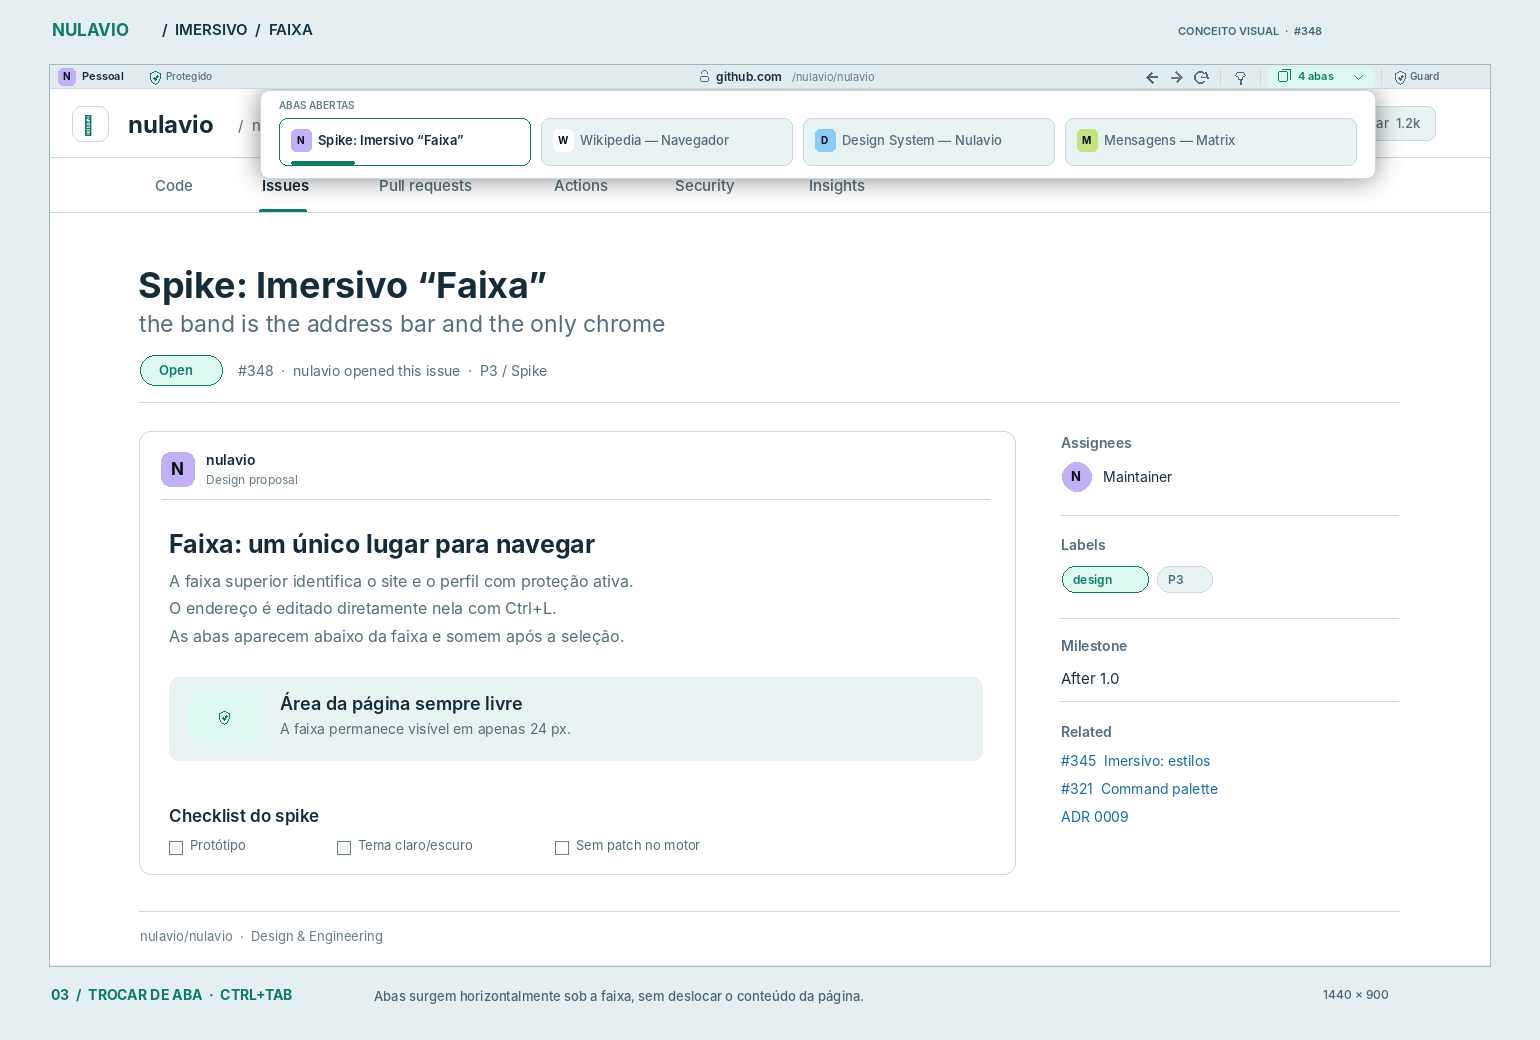 NULAVIO / IMERSIVO / FAIXA
CONCEITO VISUAL · #348
N Pessoal Protegido github.com /nulavio/nulavio 4 abas Guard
ABAS ABERTAS
nulavio / n ar 1.2k
N Spike: Imersivo “Faixa”
W Wikipedia — Navegador
D Design System — Nulavio
M Mensagens — Matrix
Code Issues Pull requests Actions Security Insights
Spike: Imersivo “Faixa”
the band is the address bar and the only chrome
Open #348 · nulavio opened this issue · P3 / Spike
N nulavio
Design proposal
Faixa: um único lugar para navegar
A faixa superior identifica o site e o perfil com proteção ativa.
O endereço é editado diretamente nela com Ctrl+L.
As abas aparecem abaixo da faixa e somem após a seleção.
Área da página sempre livre
A faixa permanece visível em apenas 24 px.
Checklist do spike
Protótipo Tema claro/escuro Sem patch no motor
Assignees
N Maintainer
Labels
design P3
Milestone
After 1.0
Related
#345 Imersivo: estilos
#321 Command palette
ADR 0009
nulavio/nulavio · Design & Engineering
03 / TROCAR DE ABA · CTRL+TAB
Abas surgem horizontalmente sob a faixa, sem deslocar o conteúdo da página.
1440 × 900